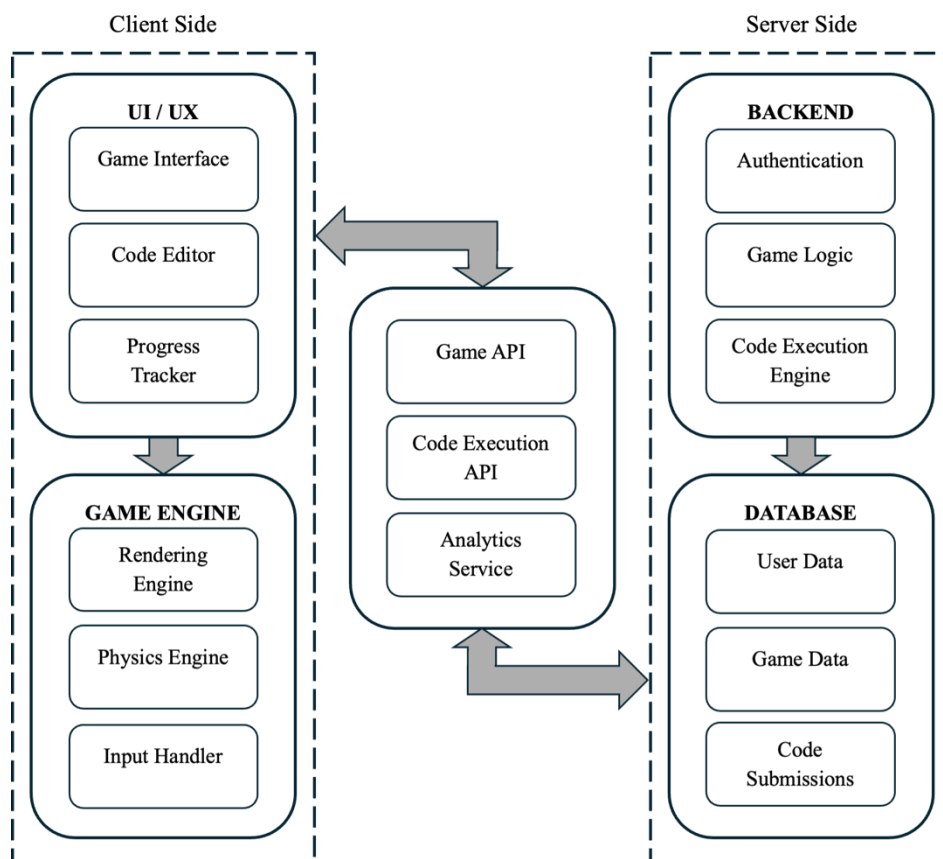 Client Side
UI / UX
Game Interface
Code Editor
Progress
Tracker
GAME ENGINE
Rendering
Engine
Physics Engine
Input Handler
Game API
Code Execution
API
Analytics
Service
Server Side
BACKEND
Authentication
Game Logic
Code Execution
Engine
DATABASE
User Data
Game Data
Code
Submissions